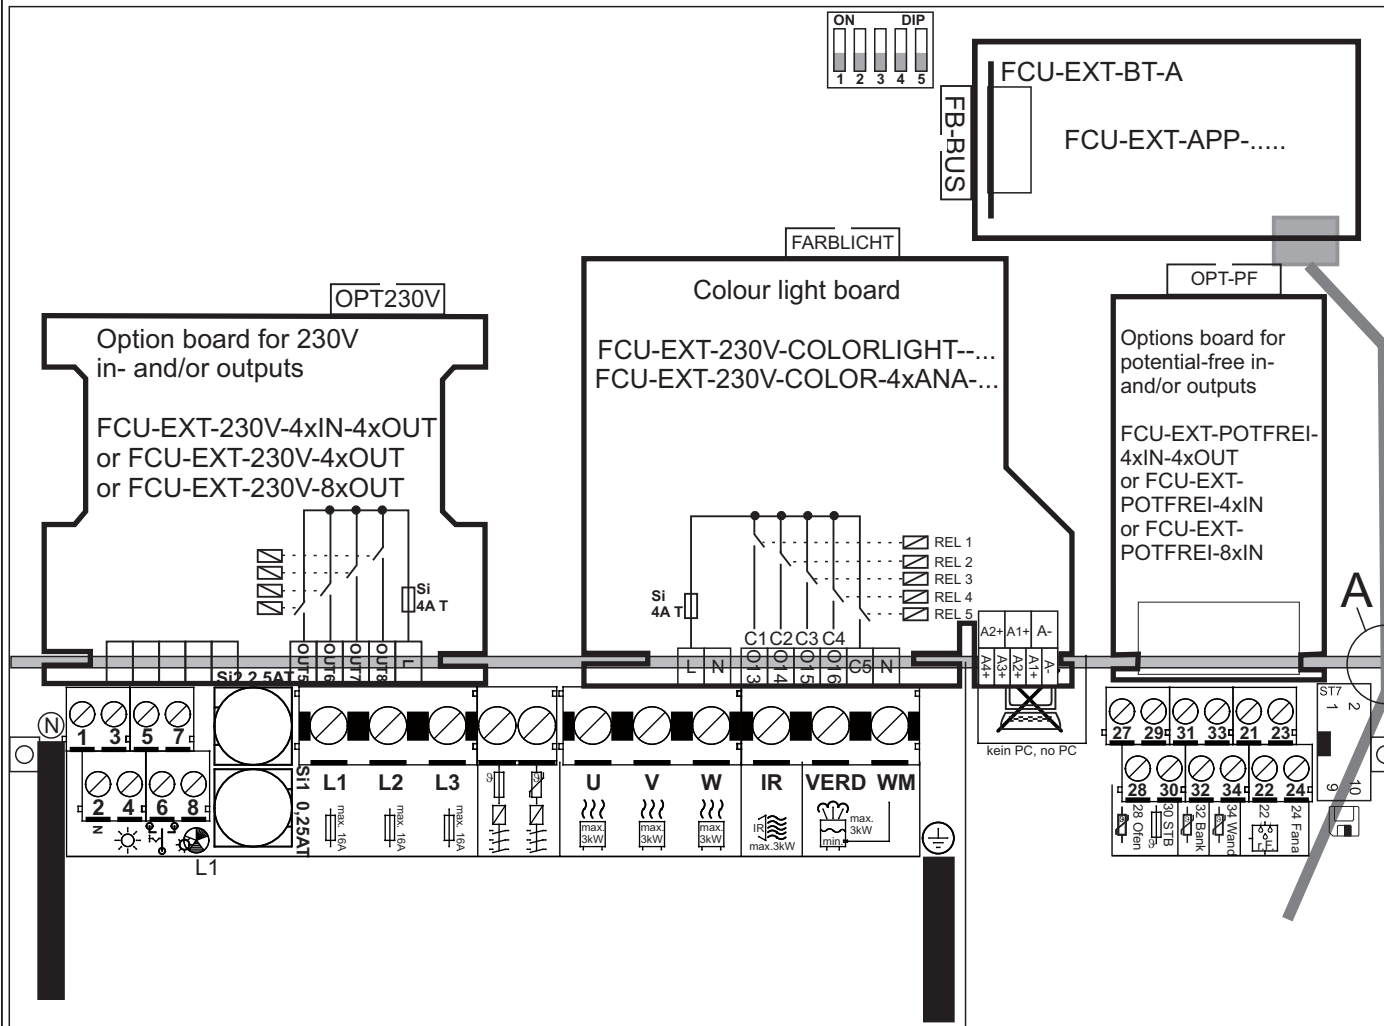 ON DIP
1 2 3 4 5
FB-BUS
FCU-EXT-BT-A
FCU-EXT-APP-.....
FARBLICHT
OPT-PF
OPT230V
Option board for 230V
in- and/or outputs
FCU-EXT-230V-4xIN-4xOUT
or FCU-EXT-230V-4xOUT
or FCU-EXT-230V-8xOUT
Si
4A T
OUT5 OUT6 OUT7 OUT8 L
Colour light board
FCU-EXT-230V-COLORLIGHT--...
FCU-EXT-230V-COLOR-4xANA-...
REL 1
REL 2
REL 3
REL 4
REL 5
Si
4A T
C1 C2 C3 C4
L N O13 O14 O15 O16 C5 N
A2+ A1+ A-
A4+ A3+ A2+ A1+ A-
kein PC, no PC
Options board for
potential-free in-
and/or outputs
FCU-EXT-POTFREI-
4xIN-4xOUT
or FCU-EXT-
POTFREI-4xIN
or FCU-EXT-
POTFREI-8xIN
A
Si2 2,5AT
Si1 0,25AT
N
1 3 5 7
2 4 6 8
N
L1
L1 L2 L3
max. 16A
max. 16A
max. 16A
U V W IR VERD WM
max.
3kW
max.
3kW
max.
3kW
IR
max.3kW
max.
3kW
min.
27 29 31 33 21 23
28 30 32 34 22 24
28 Ofen
30 STB
32 Bank
34 Wand
22
24 Fana
ST7
1 2
9 10